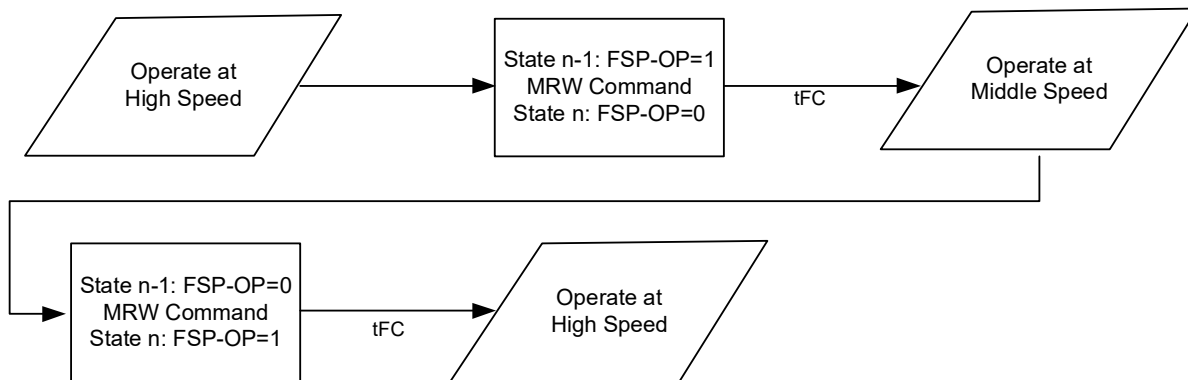 Operate at
High Speed
State n-1: FSP-OP=1
MRW Command
State n: FSP-OP=0
tFC
Operate at
Middle Speed
State n-1: FSP-OP=0
MRW Command
State n: FSP-OP=1
tFC
Operate at
High Speed